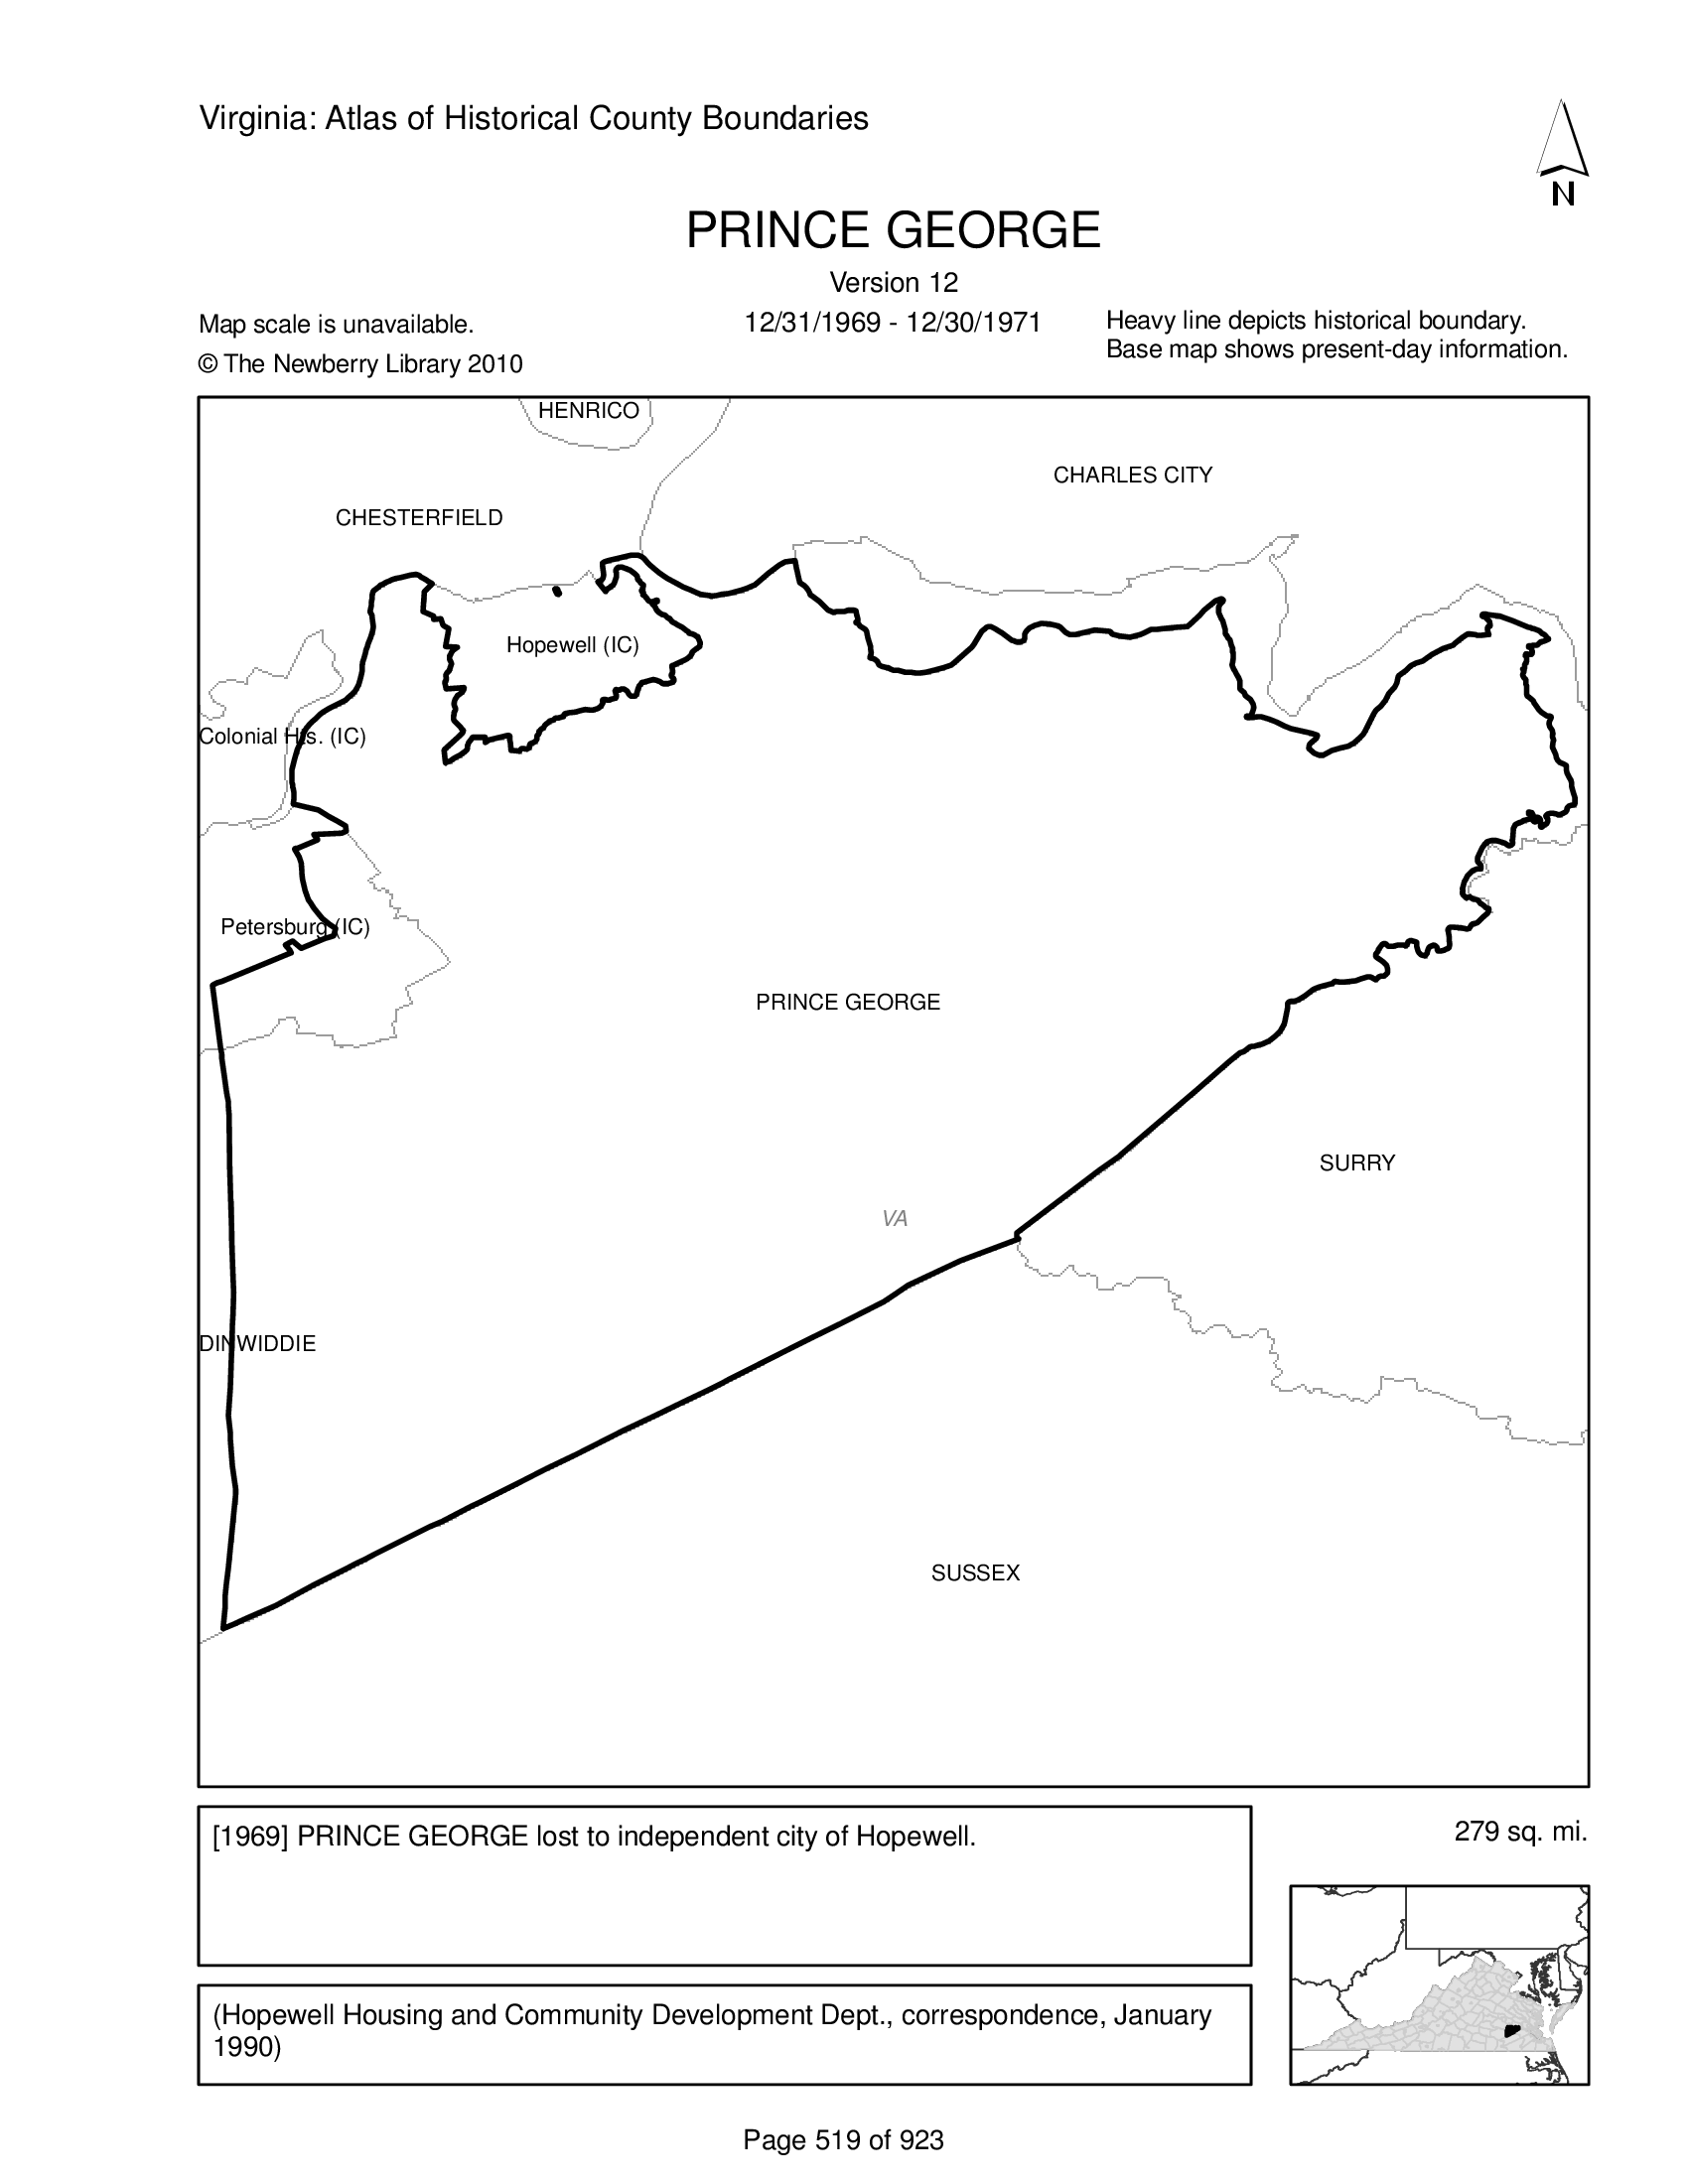 Virginia: Atlas of Historical County Boundaries
N
PRINCE GEORGE
Version 12
12/31/1969 - 12/30/1971
Map scale is unavailable.
© The Newberry Library 2010
Heavy line depicts historical boundary.
Base map shows present-day information.
HENRICO
CHARLES CITY
CHESTERFIELD
Hopewell (IC)
Colonial Hts. (IC)
Petersburg (IC)
PRINCE GEORGE
SURRY
VA
DINWIDDIE
SUSSEX
[1969] PRINCE GEORGE lost to independent city of Hopewell.
279 sq. mi.
(Hopewell Housing and Community Development Dept., correspondence, January
1990)
Page 519 of 923